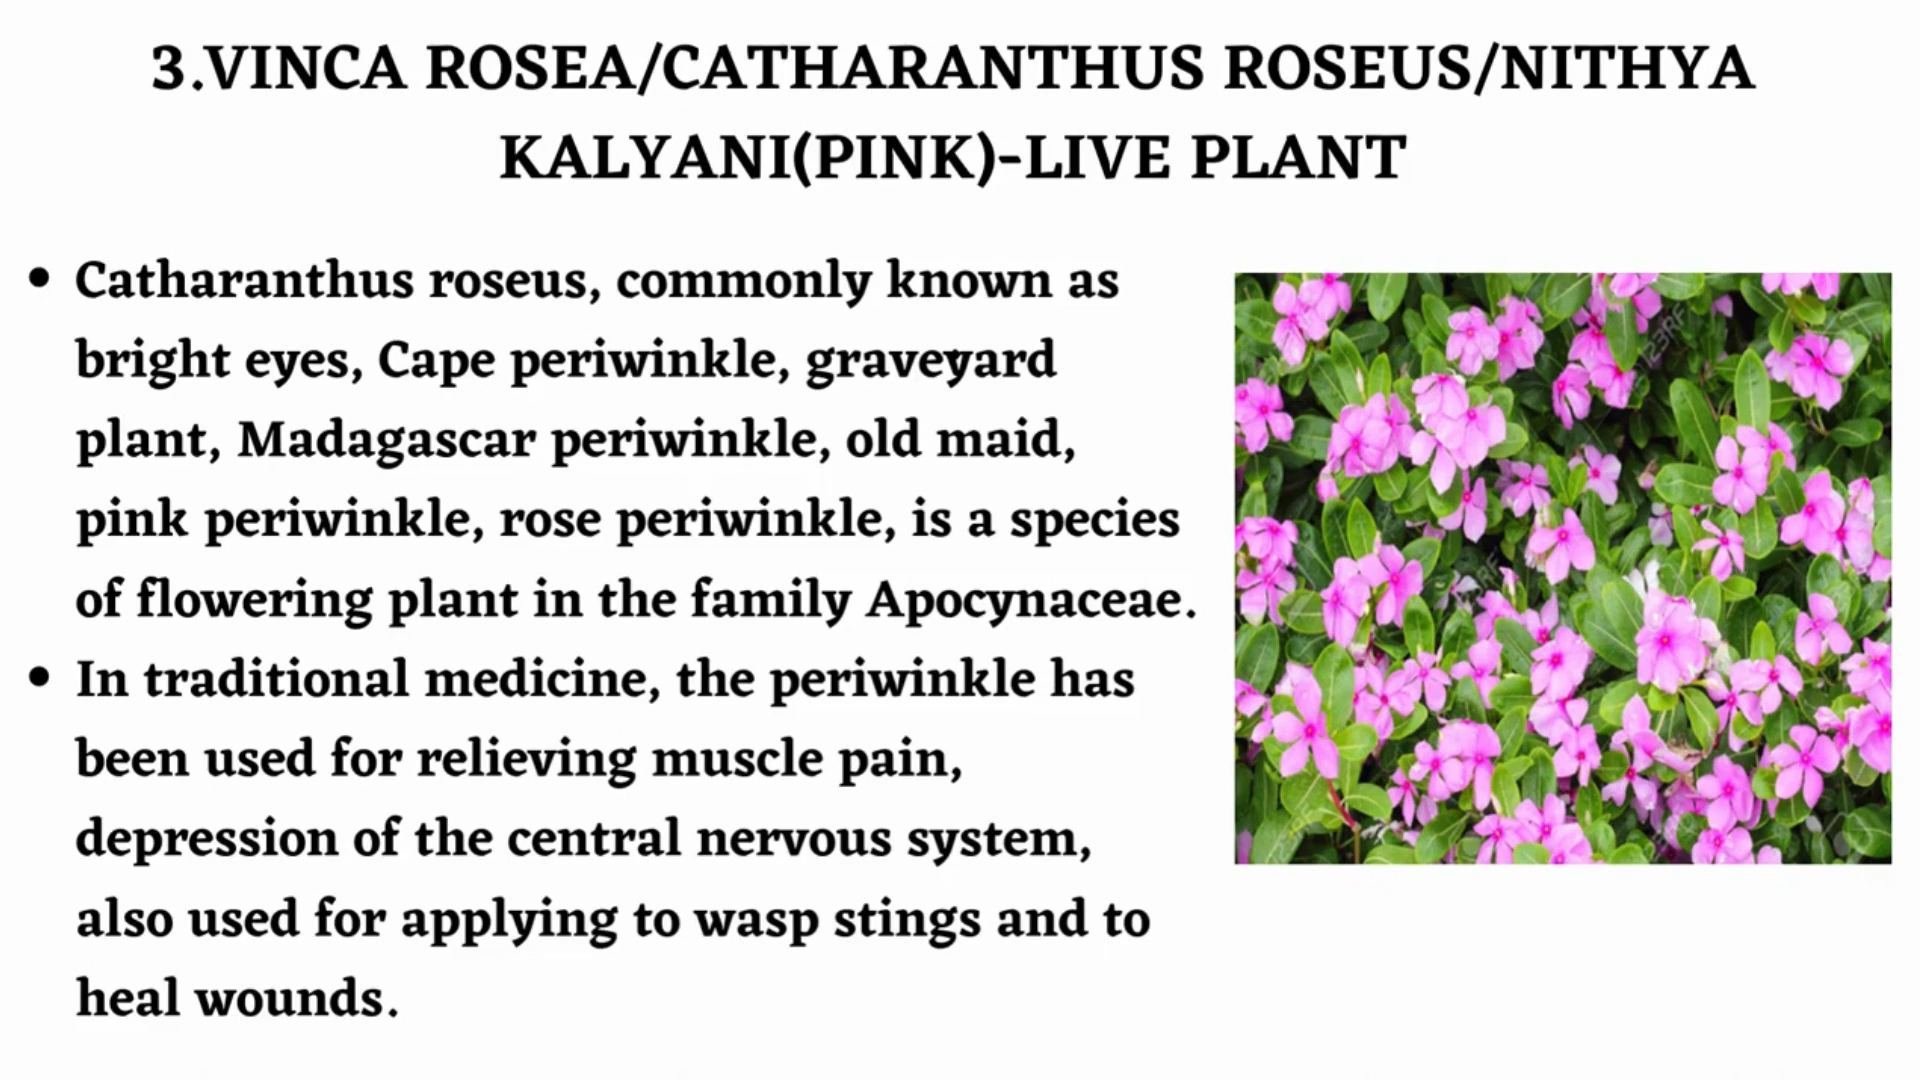 3.VINCA ROSEA/CATHARANTHUS ROSEUS/NITHYA
KALYANI(PINK)-LIVE PLANT
• Catharanthus roseus, commonly known as
bright eyes, Cape periwinkle, graveyard
plant, Madagascar periwinkle, old maid,
pink periwinkle, rose periwinkle, is a species
of flowering plant in the family Apocynaceae.
• In traditional medicine, the periwinkle has
been used for relieving muscle pain,
depression of the central nervous system,
also used for applying to wasp stings and to
heal wounds.
123RF